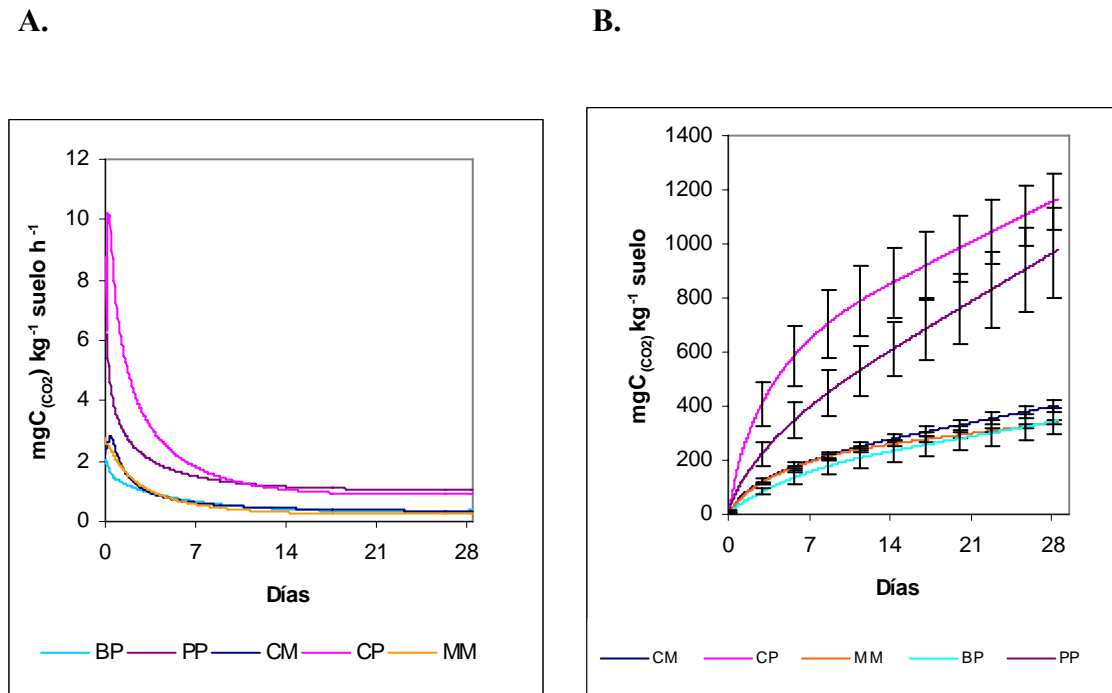 A.
B.
12
10
8
6
4
2
0
mgC(CO2) kg-1 suelo h-1
0 7 14 21 28
Días
BP PP CM CP MM
1400
1200
1000
800
600
400
200
0
mgC(CO2) kg-1 suelo
0 7 14 21 28
Días
CM CP MM BP PP